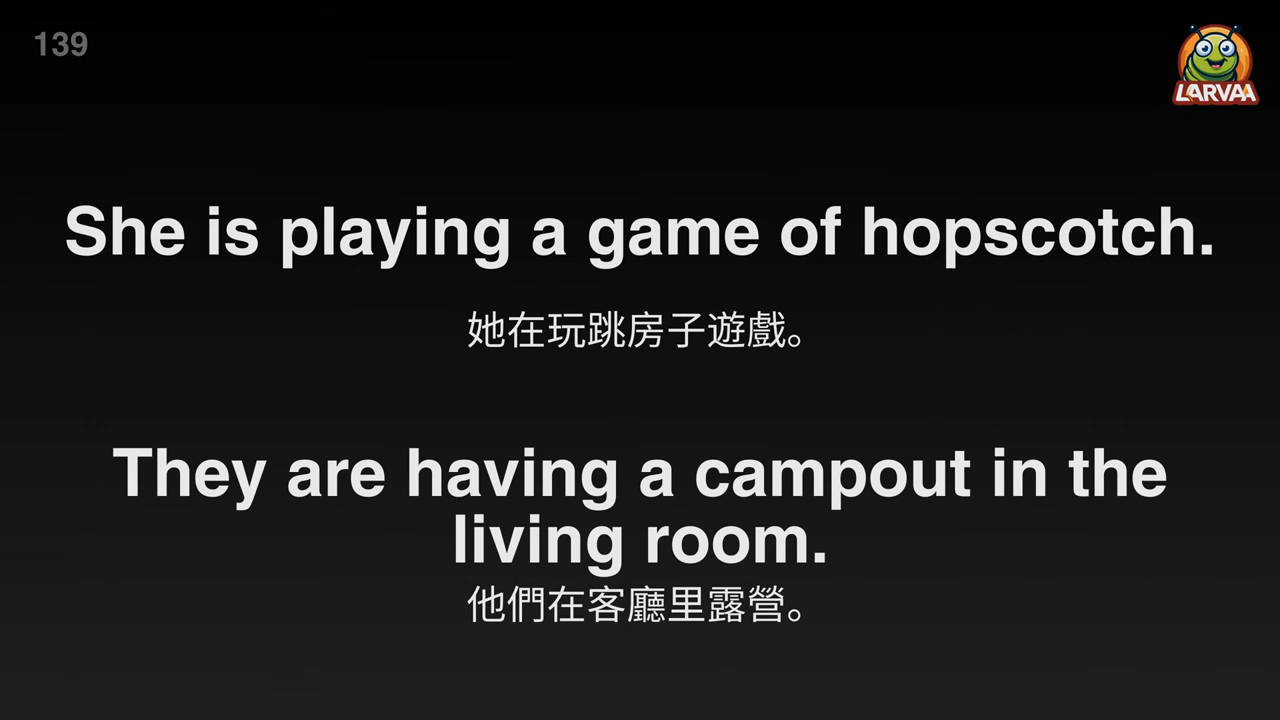 139
LARVAA
She is playing a game of hopscotch.
她在玩跳房子遊戲。
They are having a campout in the
living room.
他們在客廳里露營。